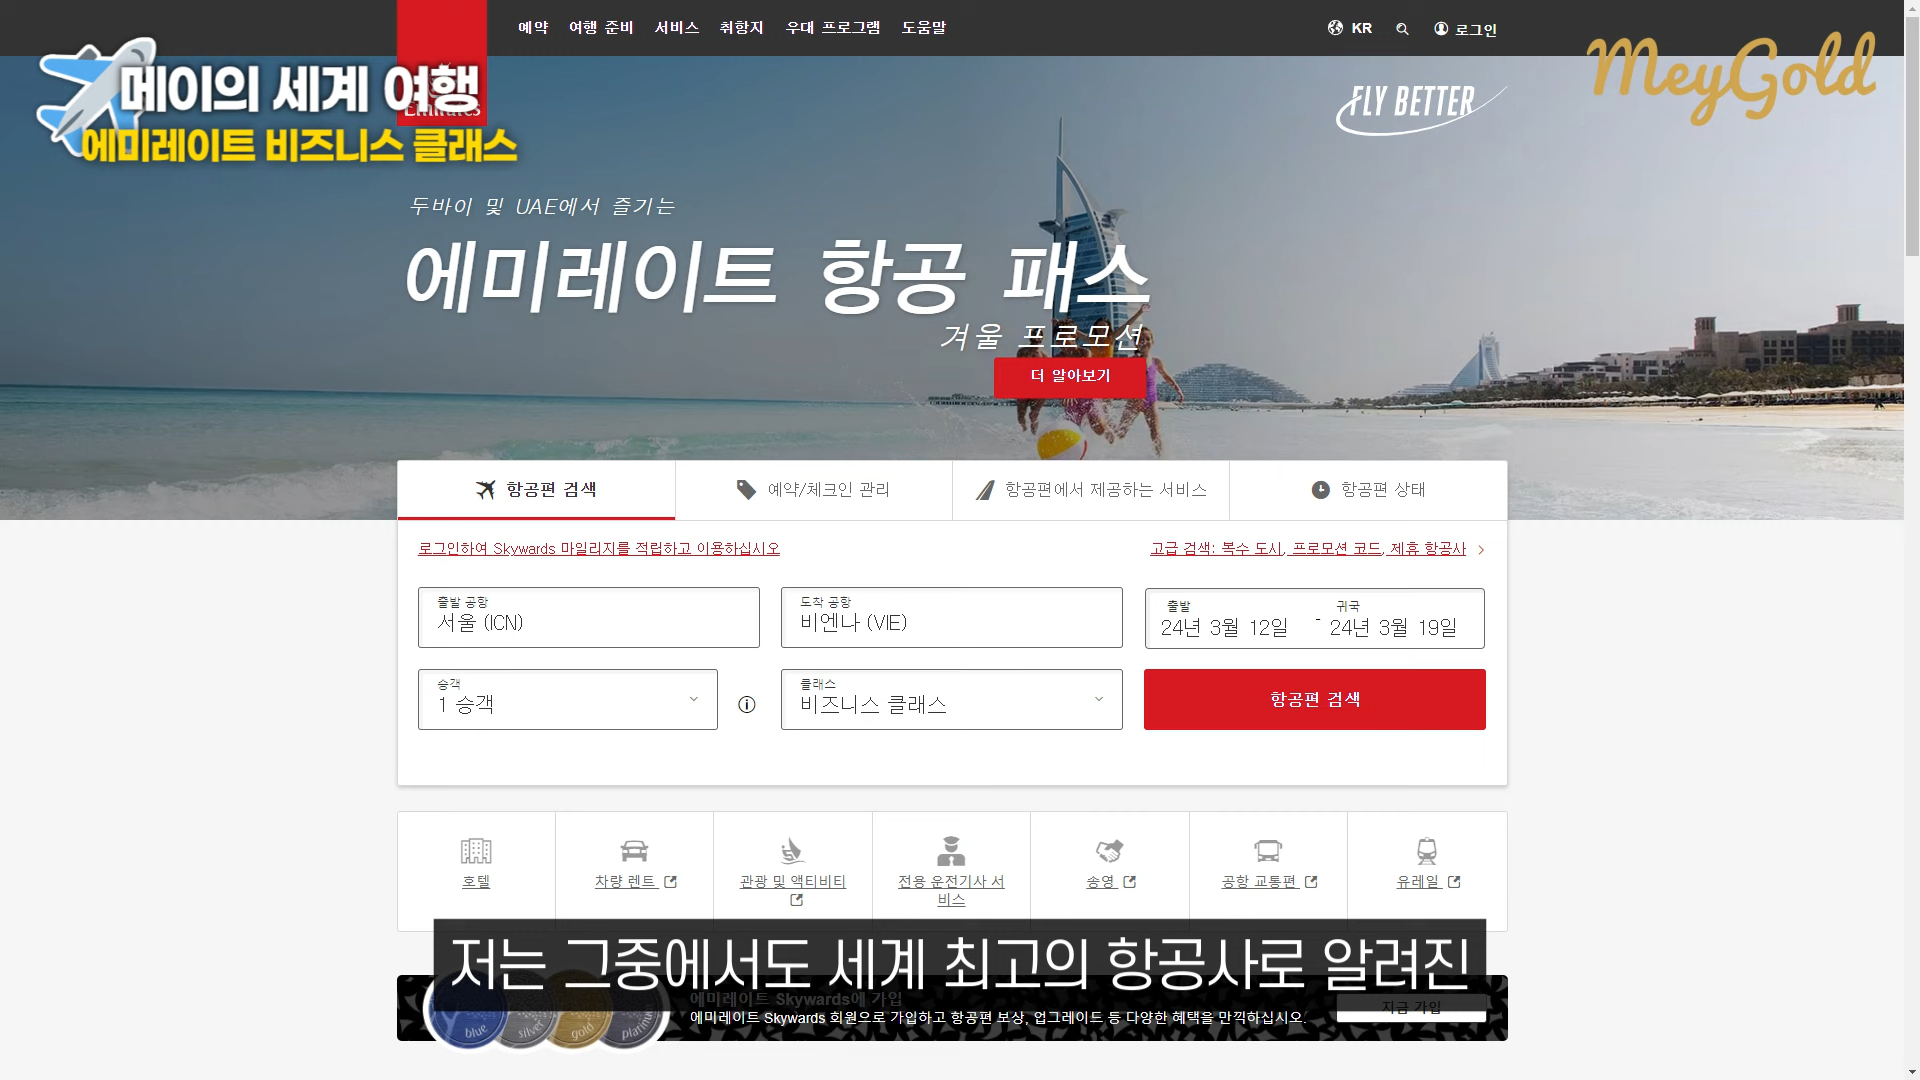 예약 여행 준비 서비스 취항지 우대 프로그램 도움말
KR 로그인
메이의 세계 여행
Emirates
에미레이트 비즈니스 클래스
FLY BETTER
MeyGold
두바이 및 UAE에서 즐기는
에미레이트 항공 패스
겨울 프로모션
더 알아보기
항공편 검색 예약/체크인 관리 항공편에서 제공하는 서비스 항공편 상태
로그인하여 Skywards 마일리지를 적립하고 이용하십시오 고급 검색: 복수 도시, 프로모션 코드, 제휴 항공사
출발 공항 도착 공항 출발 귀국
서울 (ICN) 비엔나 (VIE) 24년 3월 12일 - 24년 3월 19일
승객 클래스
1 승객 비즈니스 클래스 항공편 검색
호텔 차량 렌트 관광 및 액티비티 전용 운전기사 서비스 송영 공항 교통편 유레일
저는 그중에서도 세계 최고의 항공사로 알려진
에미레이트 Skywards에 가입
지금 가입
에미레이트 Skywards 회원으로 가입하고 항공편 보상, 업그레이드 등 다양한 혜택을 만끽하십시오.
blue silver gold platinum